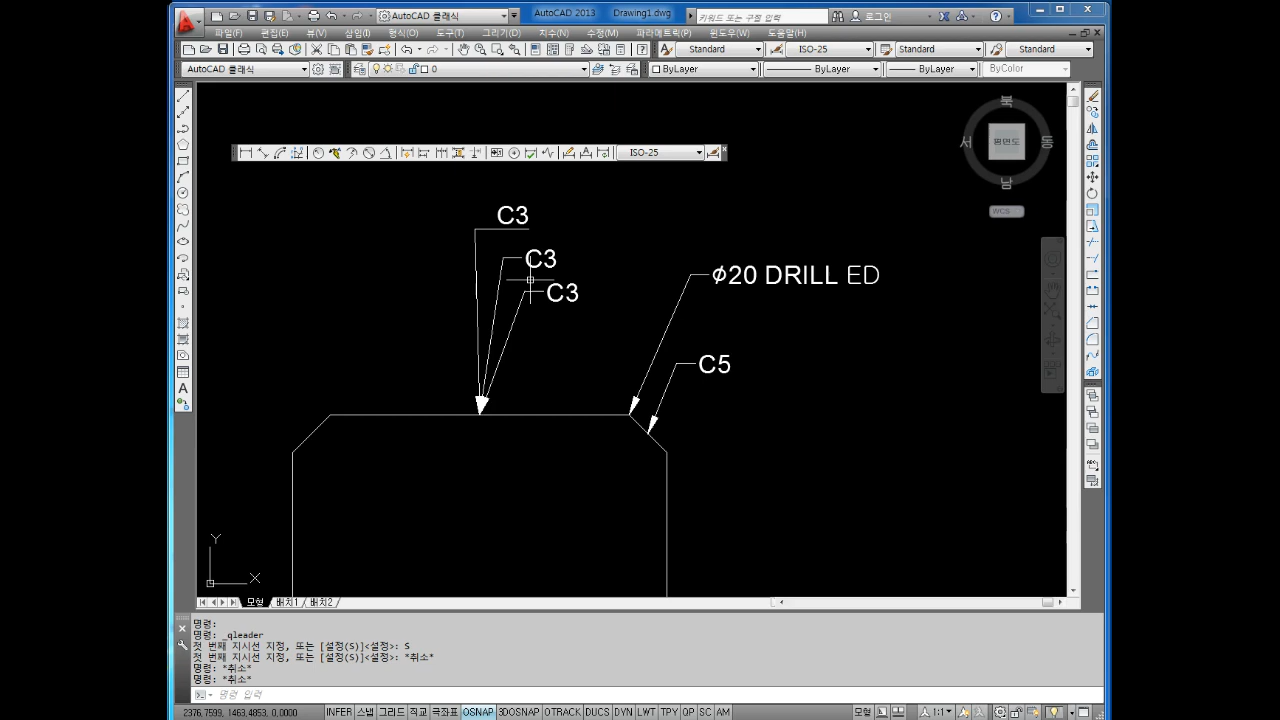 AutoCAD 클래식
AutoCAD 2013 Drawing1.dwg
키워드 또는 구절 입력
로그인
파일(F) 편집(E) 뷰(V) 삽입(I) 형식(O) 도구(T) 그리기(D) 치수(N) 수정(M) 파라메트릭(P) 윈도우(W) 도움말(H)
Standard ISO-25 Standard Standard
AutoCAD 클래식 0 ByLayer ByLayer ByLayer ByColor
북
서 평면도 동
남
WCS
ISO-25
C3
C3
C3
ϕ20 DRILL ED
C5
Y
X
모형 배치1 배치2
명령:
명령: _qleader
첫 번째 지시선 지정, 또는 [설정(S)]<설정>: S
첫 번째 지시선 지정, 또는 [설정(S)]<설정>: *취소*
명령: *취소*
명령: *취소*
명령 입력
2376,7599, 1463,4853, 0,0000 INFER 스냅 그리드 직교 극좌표 OSNAP 3DOSNAP OTRACK DUCS DYN LWT TPY QP SC AM 모형 1:1